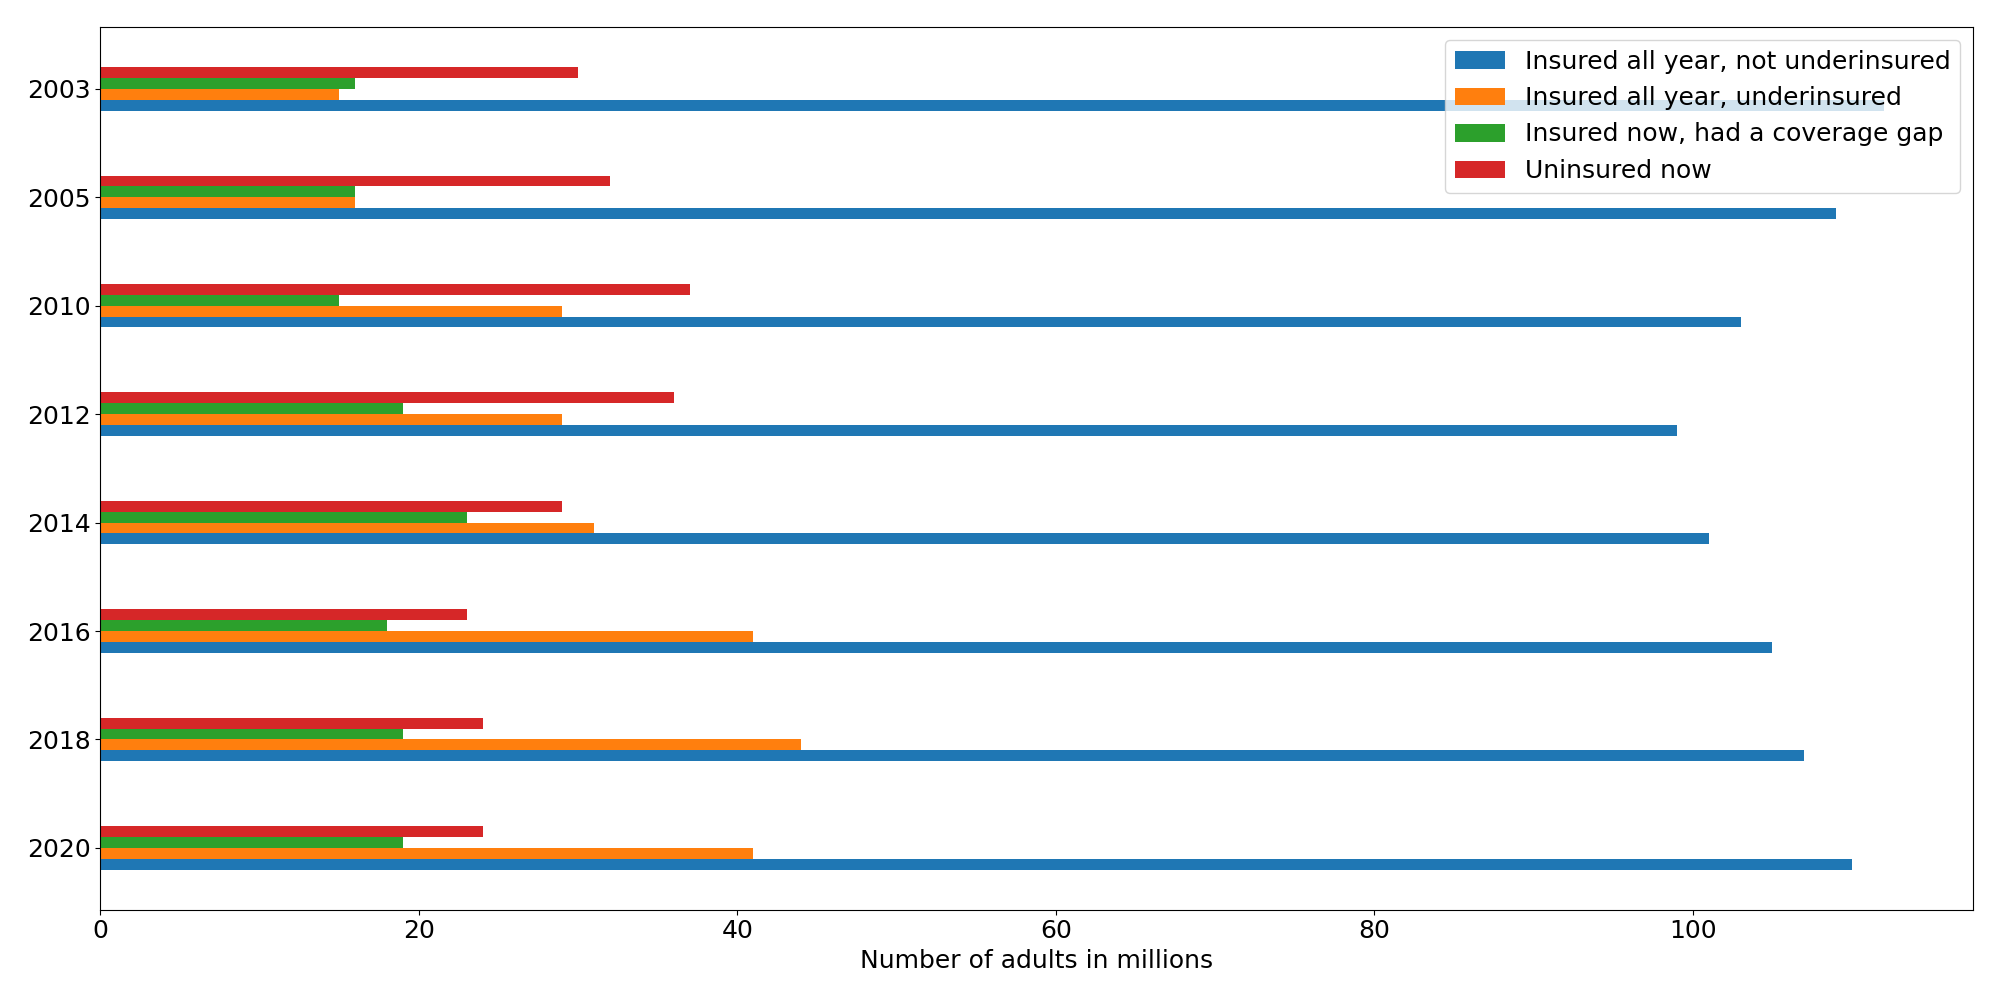 Insured all year, not underinsured
Insured all year, underinsured
Insured now, had a coverage gap
Uninsured now
2003
2005
2010
2012
2014
2016
2018
2020
0 20 40 60 80 100
Number of adults in millions